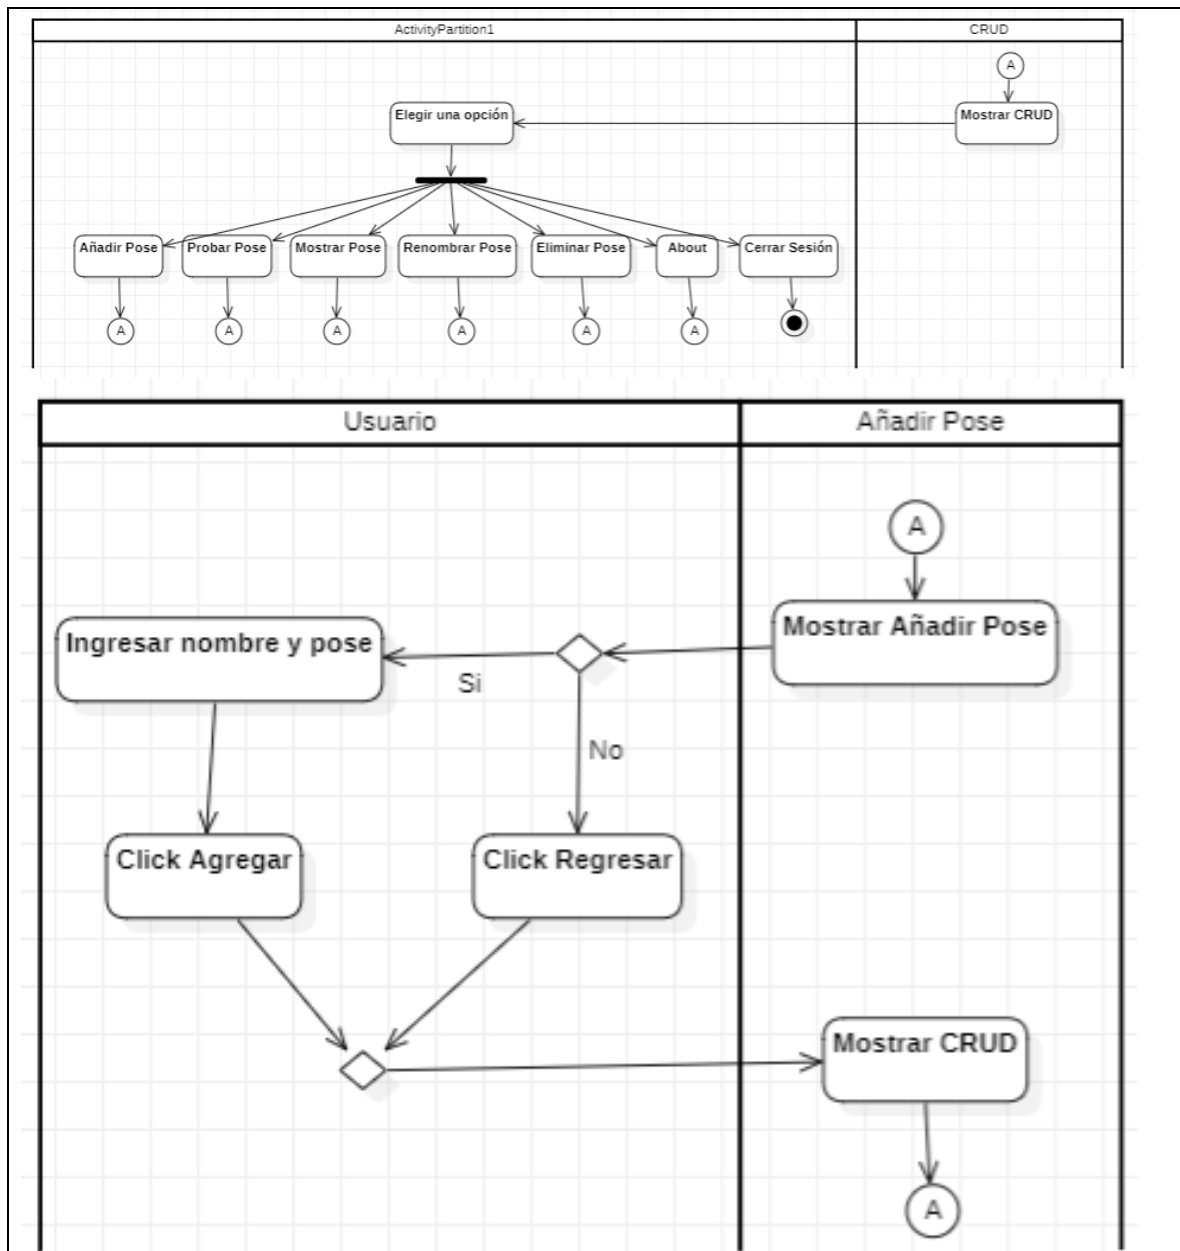 ActivityPartition1
CRUD
A
Elegir una opción
Mostrar CRUD
Añadir Pose
Probar Pose
Mostrar Pose
Renombrar Pose
Eliminar Pose
About
Cerrar Sesión
A
A
A
A
A
A
Usuario
Añadir Pose
A
Mostrar Añadir Pose
Ingresar nombre y pose
Si
No
Click Agregar
Click Regresar
Mostrar CRUD
A